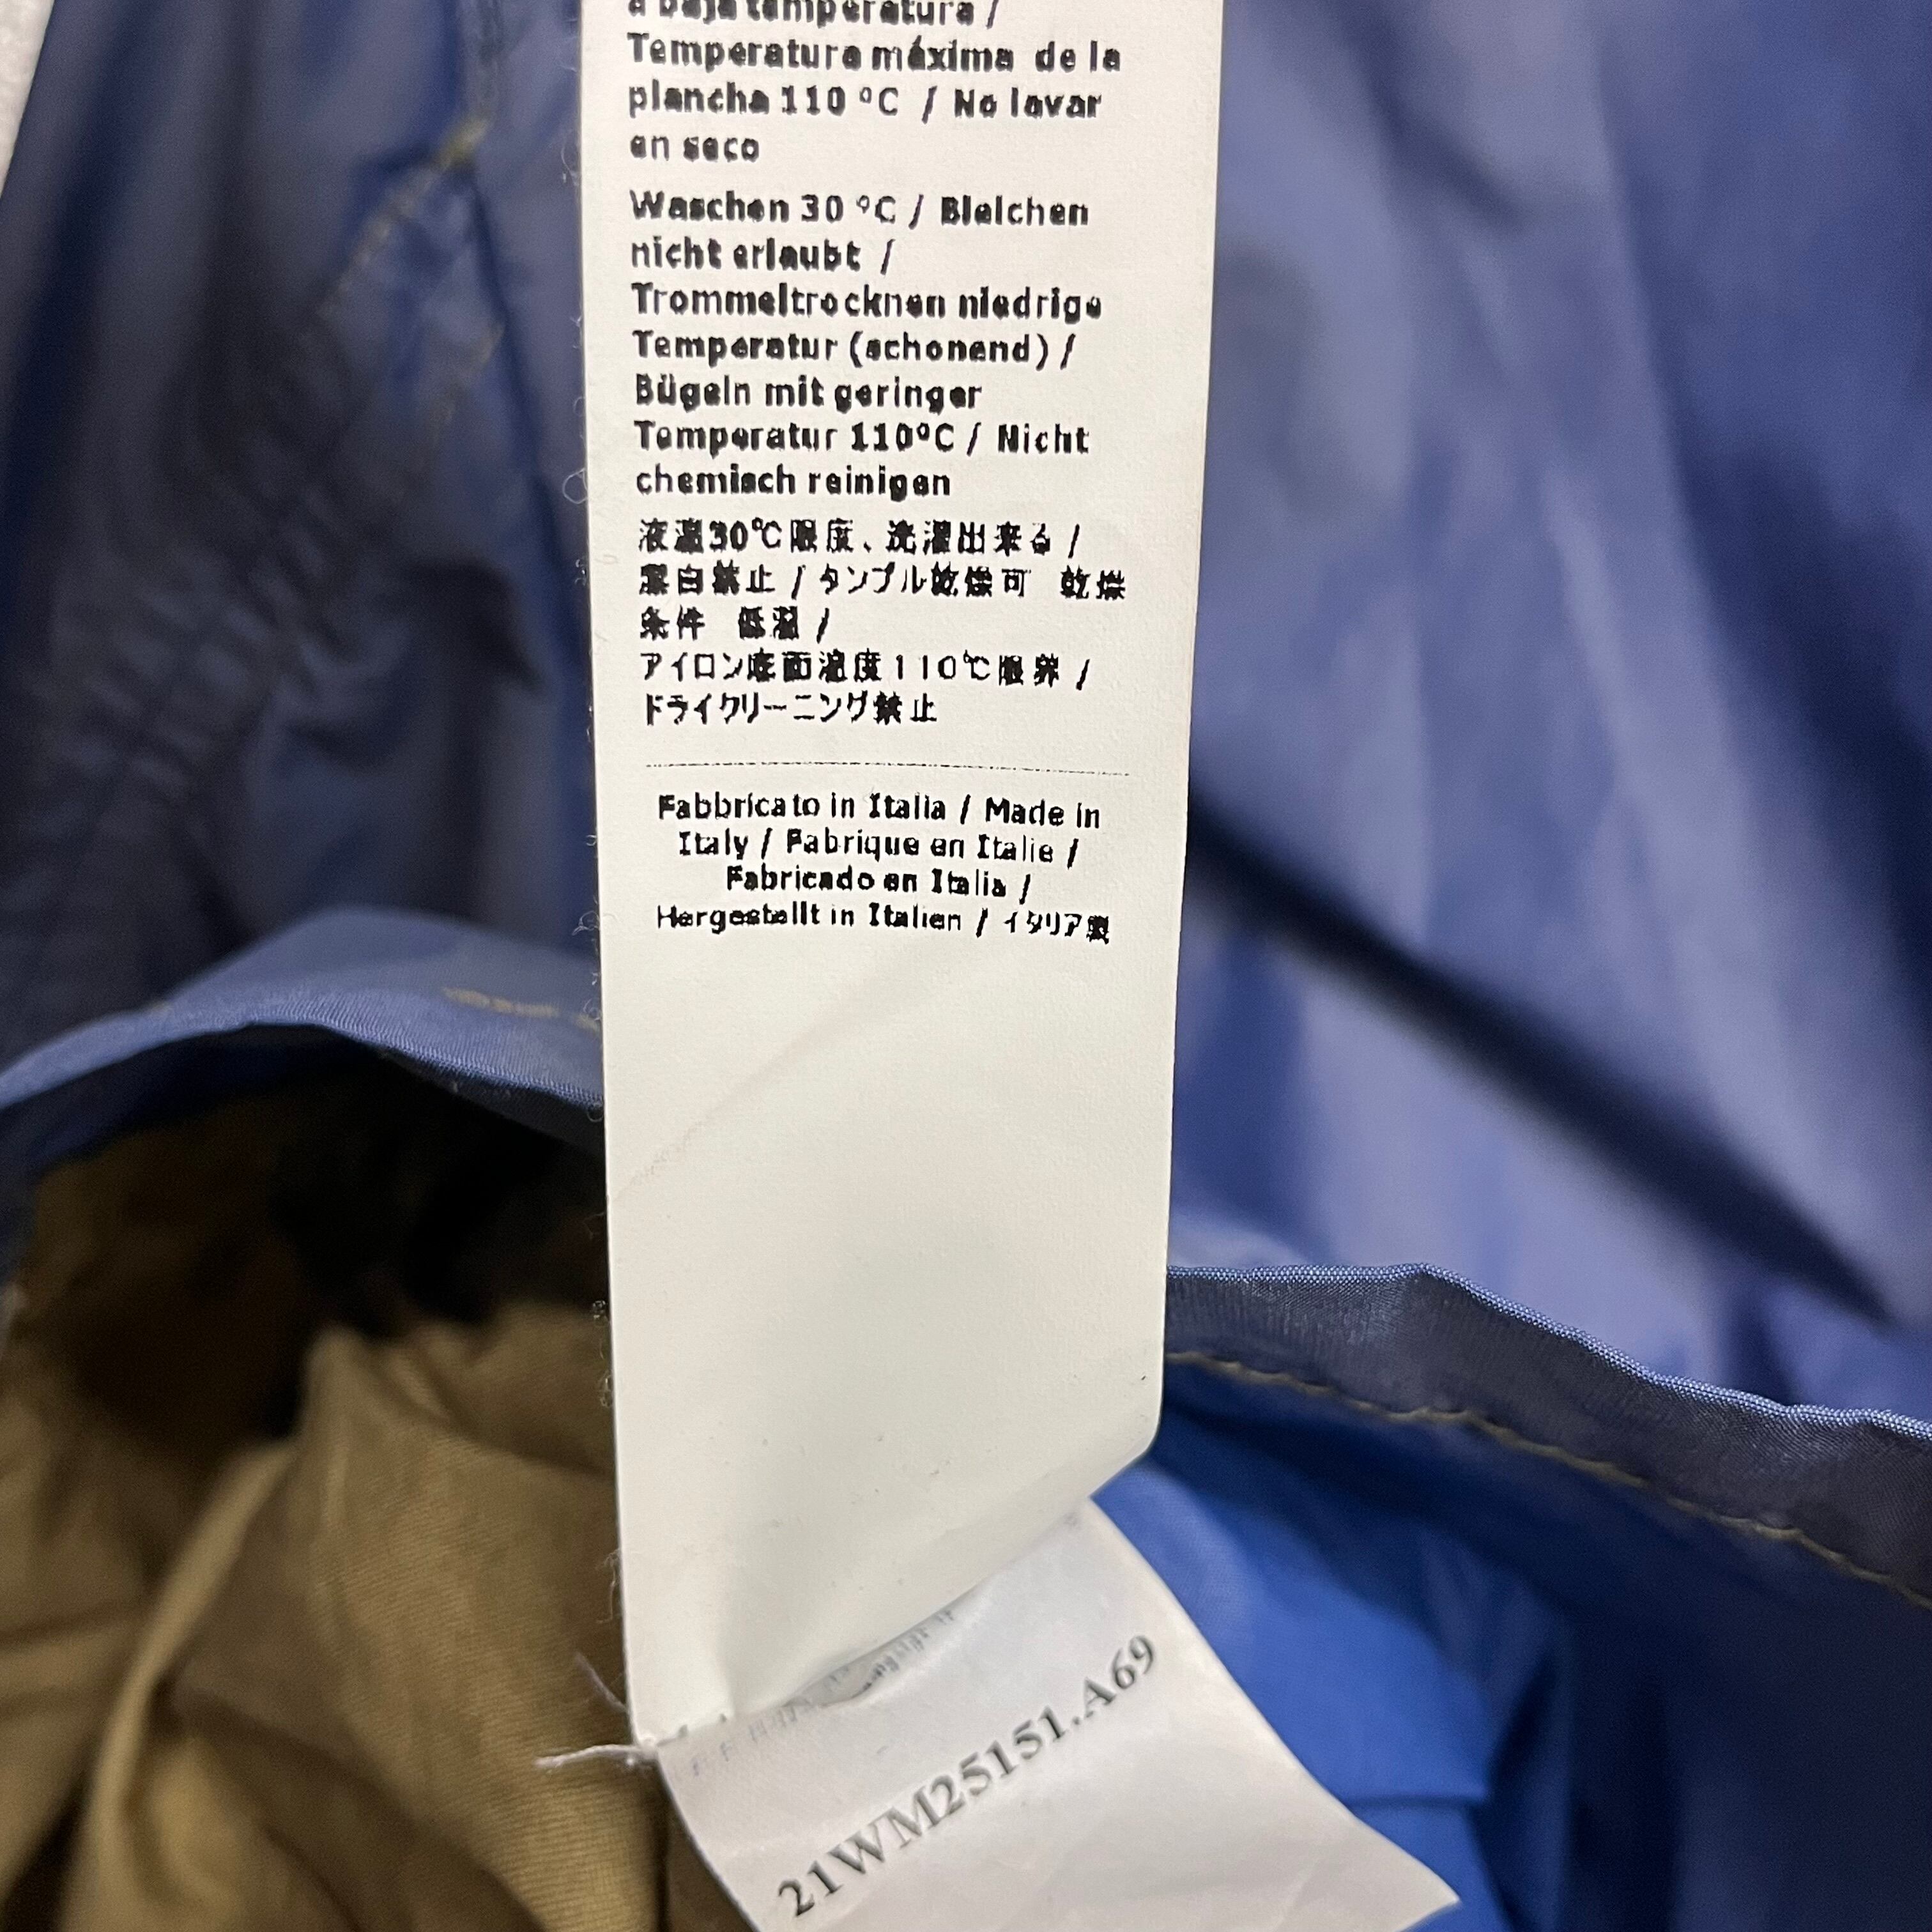 a baja temperatura /
Temperatura máxima de la
plancha 110 ºC / No lavar
en seco
Waschen 30 ºC / Bleichen
nicht erlaubt /
Trommeltrocknen niedrige
Temperatur (schonend) /
Bügeln mit geringer
Temperatur 110ºC / Nicht
chemisch reinigen
液温30℃限度、洗濯出来る /
漂白禁止 / タンブル乾燥可 乾燥
条件 低温 /
アイロン底面温度110℃限界 /
ドライクリーニング禁止
Fabbricato in Italia / Made in
Italy / Fabrique en Italie /
Fabricado en Italia /
Hergestellt in Italien / イタリア製
21WM25151.A69